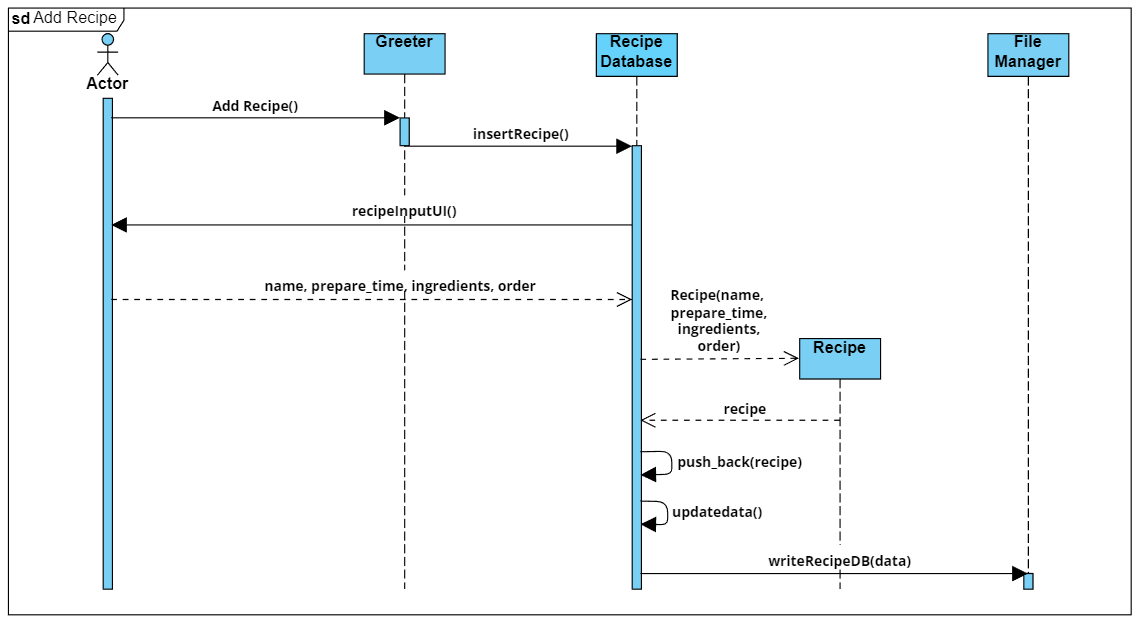 sd Add Recipe
Actor
Greeter
Recipe
Database
File
Manager
Add Recipe()
insertRecipe()
recipeInputUI()
name, prepare_time, ingredients, order
Recipe(name,
prepare_time,
ingredients,
order)
Recipe
recipe
push_back(recipe)
updatedata()
writeRecipeDB(data)